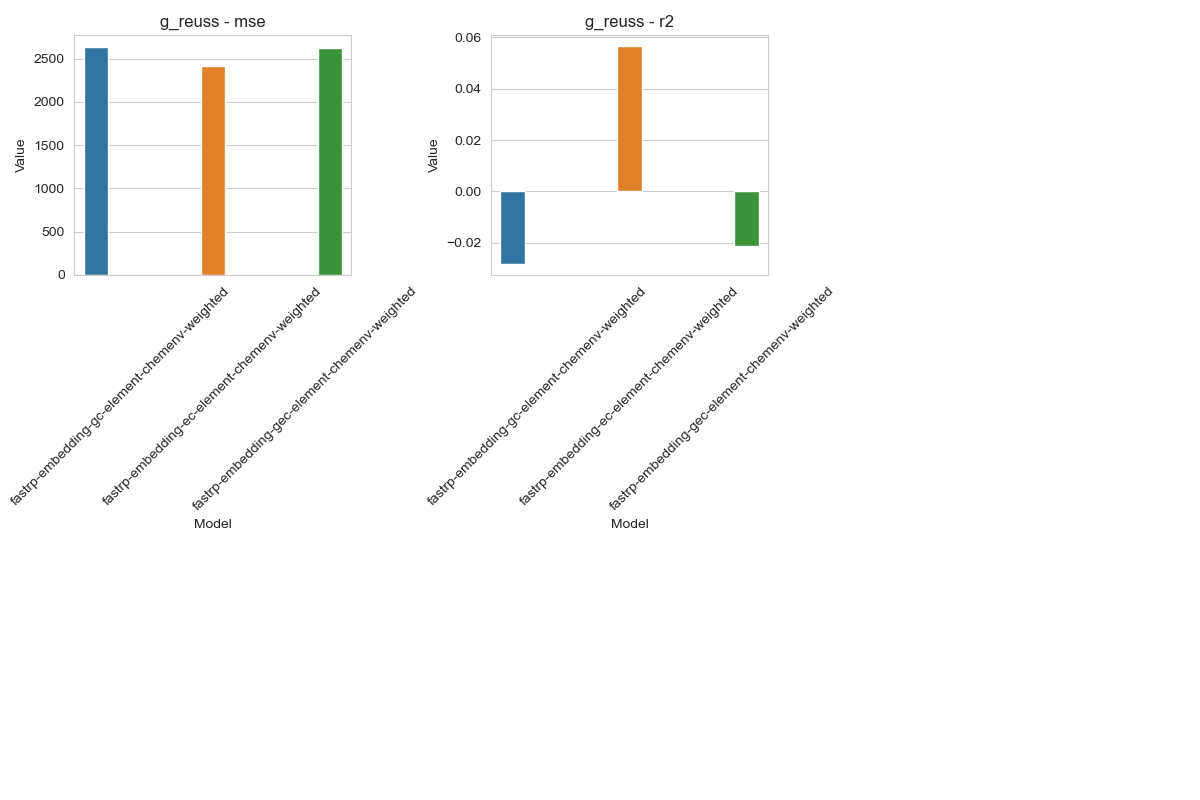 g_reuss - mse
Value
2500
2000
1500
1000
500
0
fastrp-embedding-gc-element-chemenv-weighted
fastrp-embedding-ec-element-chemenv-weighted
fastrp-embedding-gec-element-chemenv-weighted
Model
g_reuss - r2
Value
0.06
0.04
0.02
0.00
−0.02
fastrp-embedding-gc-element-chemenv-weighted
fastrp-embedding-ec-element-chemenv-weighted
fastrp-embedding-gec-element-chemenv-weighted
Model